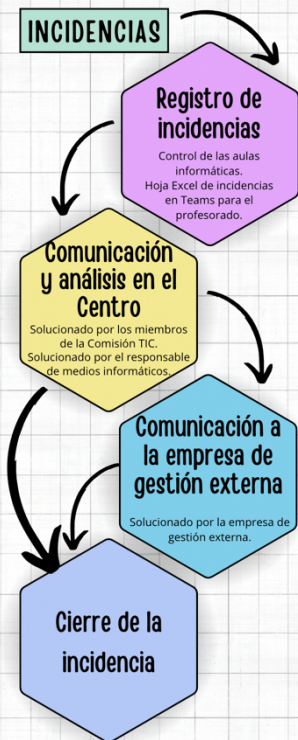 INCIDENCIAS
Registro de
incidencias
Control de las aulas
informáticas.
Hoja Excel de incidencias
en Teams para el
profesorado.
Comunicación
y análisis en el
Centro
Solucionado por los miembros
de la Comisión TIC.
Solucionado por el responsable
de medios informáticos.
Comunicación a
la empresa de
gestión externa
Solucionado por la empresa de
gestión externa.
Cierre de la
incidencia